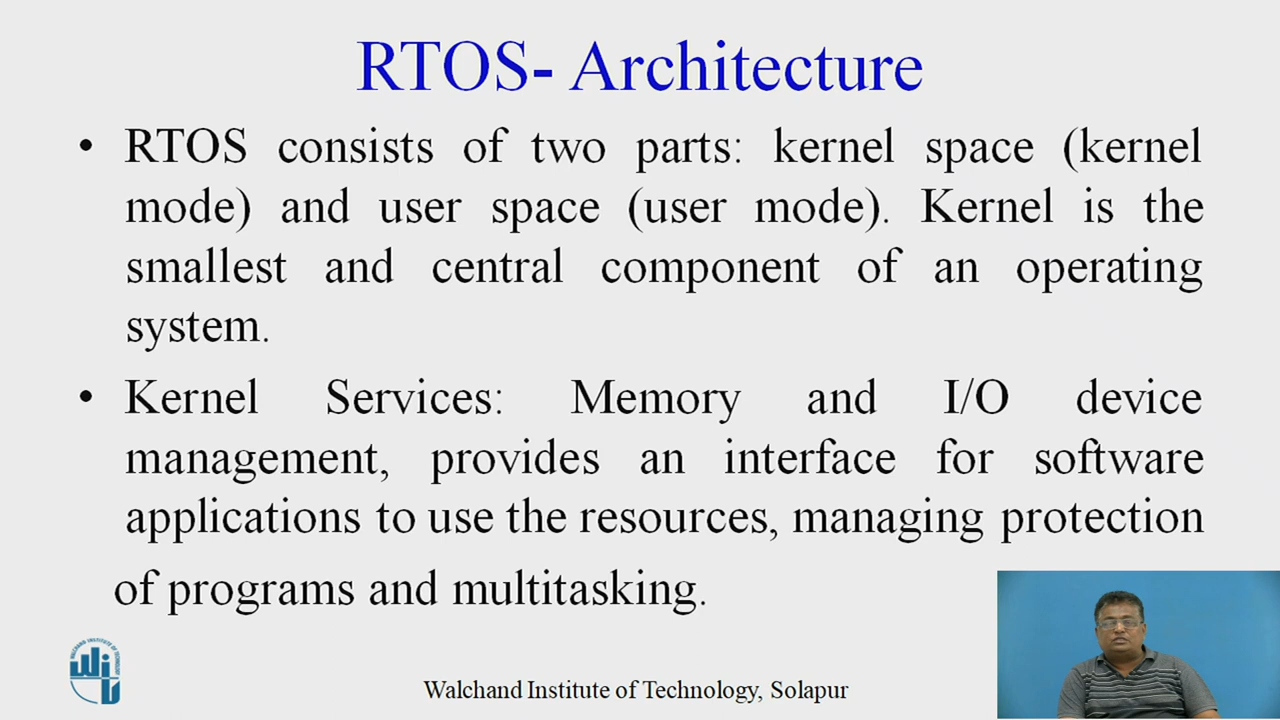 RTOS- Architecture
• RTOS consists of two parts: kernel space (kernel
mode) and user space (user mode). Kernel is the
smallest and central component of an operating
system.
• Kernel Services: Memory and I/O device
management, provides an interface for software
applications to use the resources, managing protection
of programs and multitasking.
Walchand Institute of Technology, Solapur